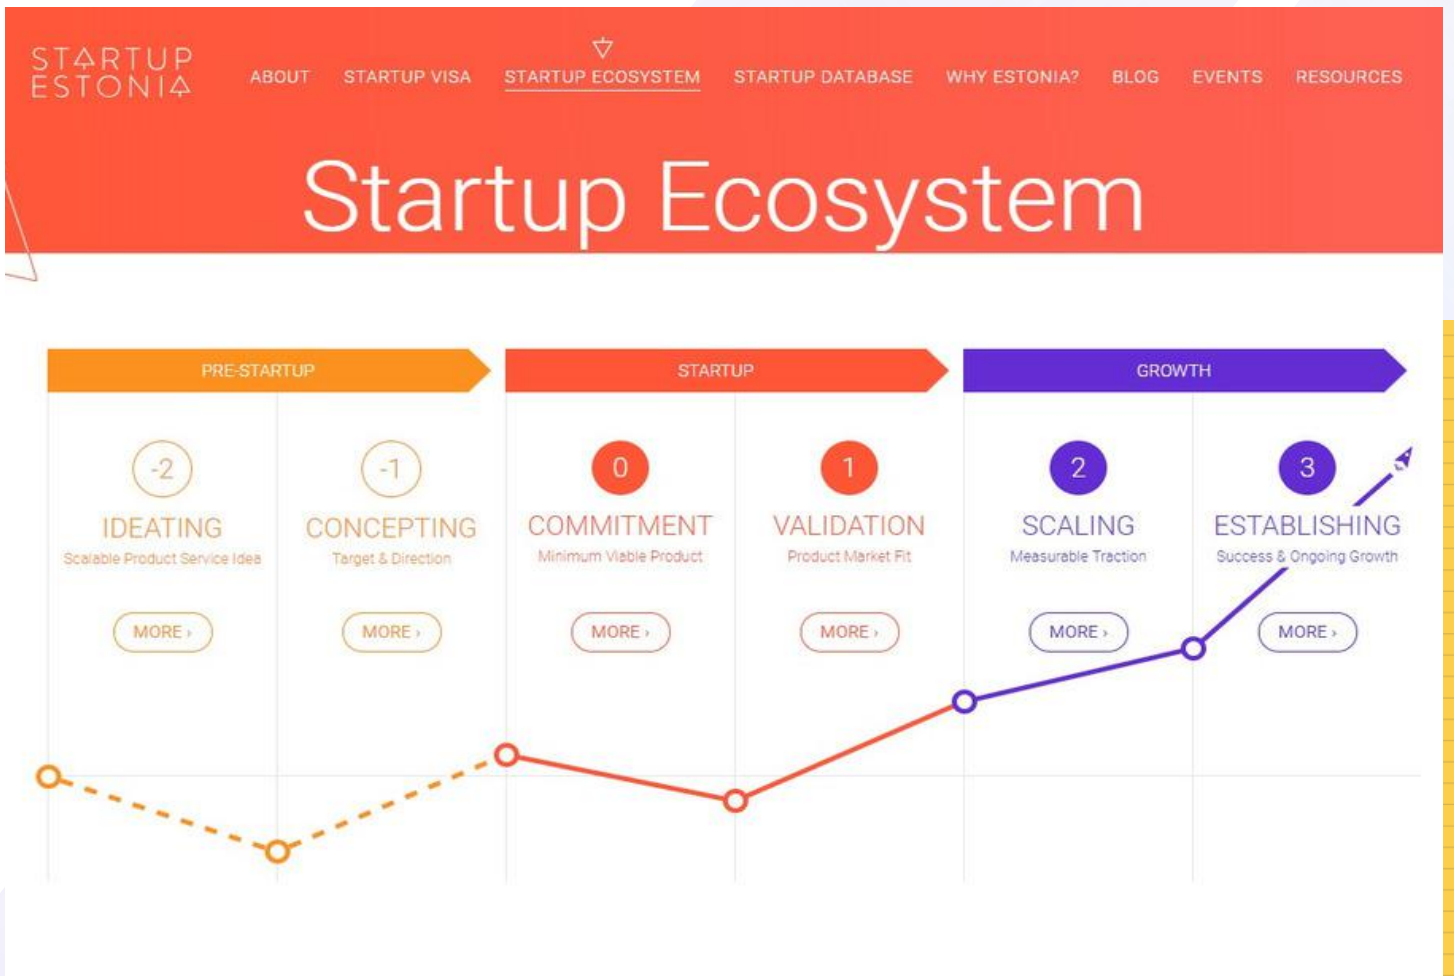 STARTUP
ESTONIA
ABOUT STARTUP VISA STARTUP ECOSYSTEM STARTUP DATABASE WHY ESTONIA? BLOG EVENTS RESOURCES
Startup Ecosystem
PRE-STARTUP STARTUP GROWTH
-2 -1 0 1 2 3
IDEATING CONCEPTING COMMITMENT VALIDATION SCALING ESTABLISHING
Scalable Product Service Idea Target & Direction Minimum Viable Product Product Market Fit Measurable Traction Success & Ongoing Growth
MORE › MORE › MORE › MORE › MORE › MORE ›